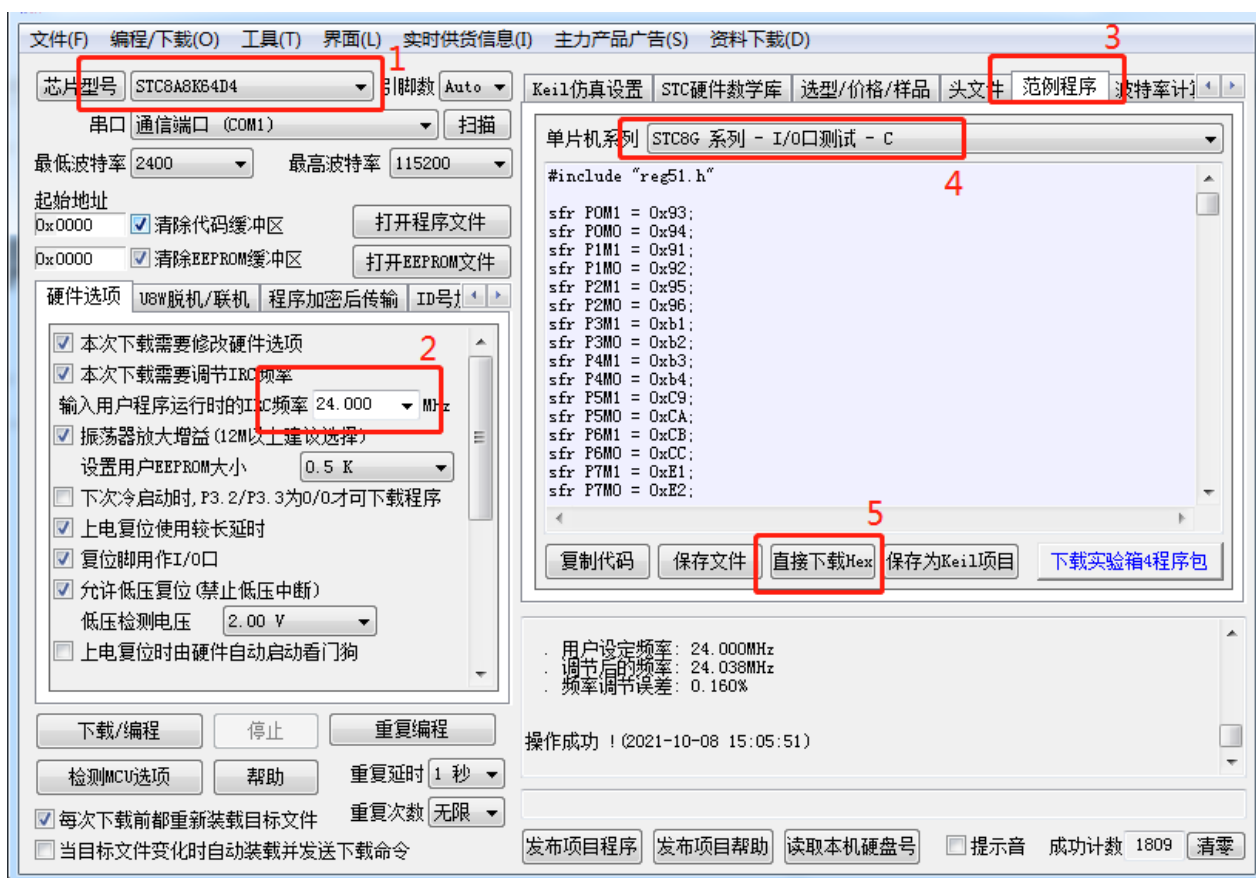 文件(F) 编程/下载(O) 工具(T) 界面(L) 实时供货信息(I) 主力产品广告(S) 资料下载(D)
1
3
芯片型号 STC8A8K64D4 引脚数 Auto
串口 通信端口 (COM1) 扫描
最低波特率 2400 最高波特率 115200
起始地址
0x0000 清除代码缓冲区 打开程序文件
0x0000 清除EEPROM缓冲区 打开EEPROM文件
硬件选项 U8W脱机/联机 程序加密后传输 ID号
本次下载需要修改硬件选项
2
本次下载需要调节IRC频率
输入用户程序运行时的IRC频率 24.000 MHz
振荡器放大增益(12M以上建议选择)
设置用户EEPROM大小 0.5 K
下次冷启动时,P3.2/P3.3为0/0才可下载程序
上电复位使用较长延时
复位脚用作I/O口
允许低压复位(禁止低压中断)
低压检测电压 2.00 V
上电复位时由硬件自动启动看门狗
下载/编程 停止 重复编程
检测MCU选项 帮助 重复延时 1 秒
每次下载前都重新装载目标文件 重复次数 无限
当目标文件变化时自动装载并发送下载命令
Keil仿真设置 STC硬件数学库 选型/价格/样品 头文件 范例程序 波特率计
单片机系列 STC8G 系列 - I/O口测试 - C
4
#include "reg51.h"
sfr P0M1 = 0x93;
sfr P0M0 = 0x94;
sfr P1M1 = 0x91;
sfr P1M0 = 0x92;
sfr P2M1 = 0x95;
sfr P2M0 = 0x96;
sfr P3M1 = 0xb1;
sfr P3M0 = 0xb2;
sfr P4M1 = 0xb3;
sfr P4M0 = 0xb4;
sfr P5M1 = 0xC9;
sfr P5M0 = 0xCA;
sfr P6M1 = 0xCB;
sfr P6M0 = 0xCC;
sfr P7M1 = 0xE1;
sfr P7M0 = 0xE2;
5
复制代码 保存文件 直接下载Hex 保存为Keil项目 下载实验箱4程序包
. 用户设定频率: 24.000MHz
. 调节后的频率: 24.038MHz
. 频率调节误差: 0.160%
操作成功 !(2021-10-08 15:05:51)
发布项目程序 发布项目帮助 读取本机硬盘号 提示音 成功计数 1809 清零